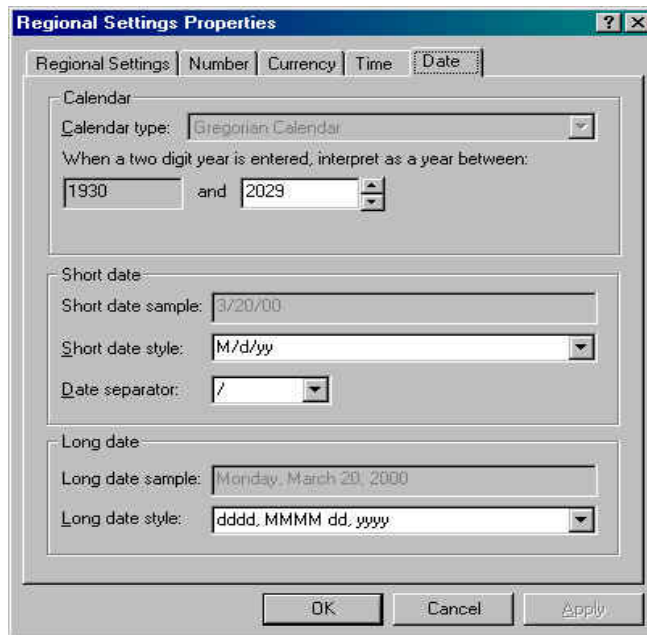 Regional Settings Properties
Regional Settings Number Currency Time Date
Calendar
Calendar type: Gregorian Calendar
When a two digit year is entered, interpret as a year between:
1930 and 2029
Short date
Short date sample: 3/20/00
Short date style: M/d/yy
Date separator: /
Long date
Long date sample: Monday, March 20, 2000
Long date style: dddd, MMMM dd, yyyy
OK Cancel Apply